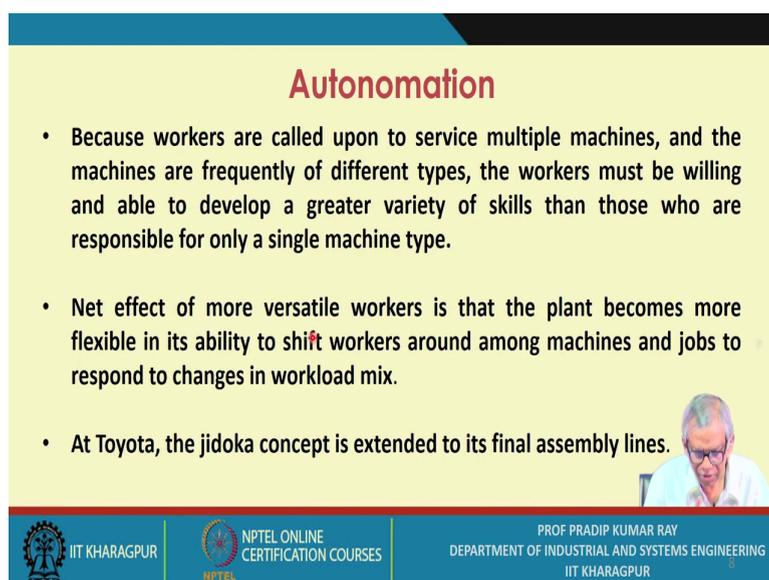 Autonomation
• Because workers are called upon to service multiple machines, and the
machines are frequently of different types, the workers must be willing
and able to develop a greater variety of skills than those who are
responsible for only a single machine type.
• Net effect of more versatile workers is that the plant becomes more
flexible in its ability to shift workers around among machines and jobs to
respond to changes in workload mix.
• At Toyota, the jidoka concept is extended to its final assembly lines.
IIT KHARAGPUR
NPTEL
NPTEL ONLINE
CERTIFICATION COURSES
PROF PRADIP KUMAR RAY
DEPARTMENT OF INDUSTRIAL AND SYSTEMS ENGINEERING
IIT KHARAGPUR
8